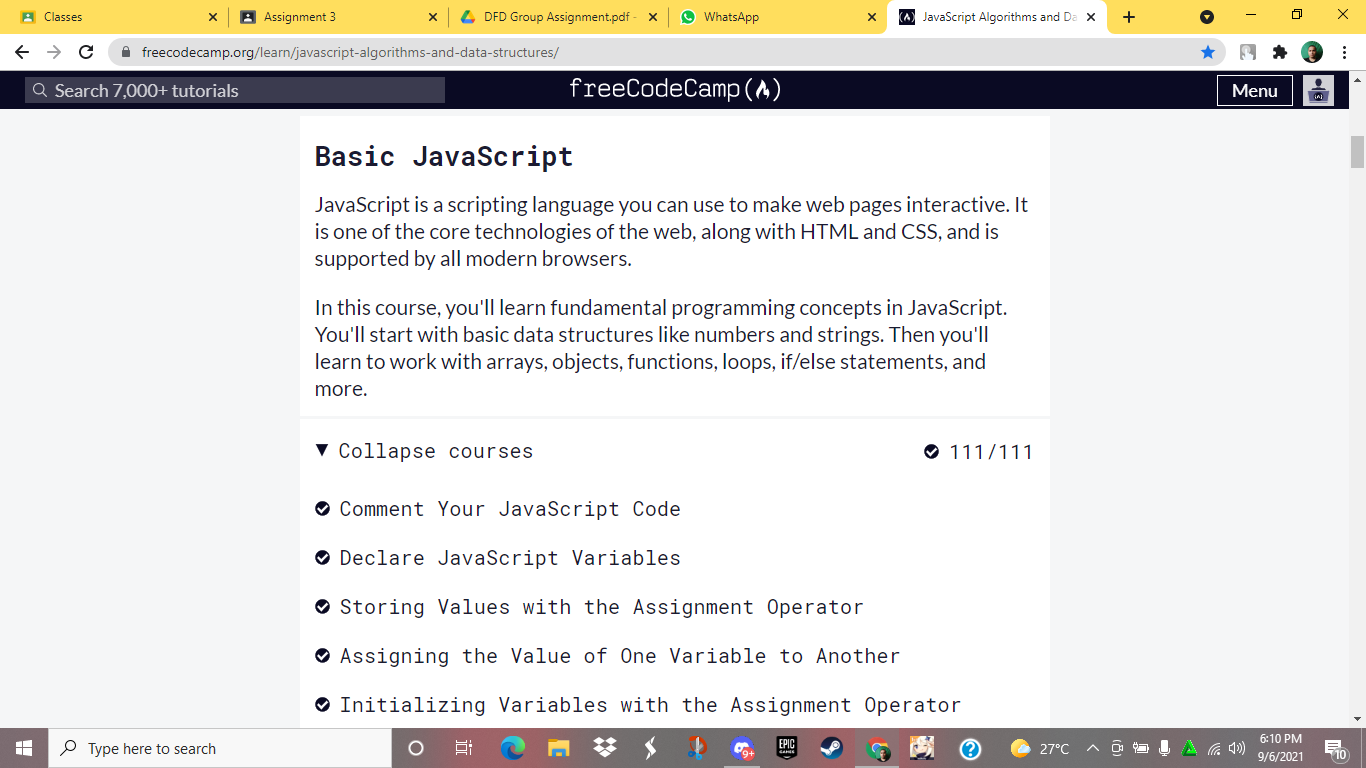 Classes
Assignment 3
DFD Group Assignment.pdf -
WhatsApp
JavaScript Algorithms and Da
freecodecamp.org/learn/javascript-algorithms-and-data-structures/
Search 7,000+ tutorials
freeCodeCamp
Menu
Basic JavaScript
JavaScript is a scripting language you can use to make web pages interactive. It
is one of the core technologies of the web, along with HTML and CSS, and is
supported by all modern browsers.
In this course, you'll learn fundamental programming concepts in JavaScript.
You'll start with basic data structures like numbers and strings. Then you'll
learn to work with arrays, objects, functions, loops, if/else statements, and
more.
Collapse courses
111/111
Comment Your JavaScript Code
Declare JavaScript Variables
Storing Values with the Assignment Operator
Assigning the Value of One Variable to Another
Initializing Variables with the Assignment Operator
Type here to search
9+
EPIC
GAMES
27°C
6:10 PM
9/6/2021
10